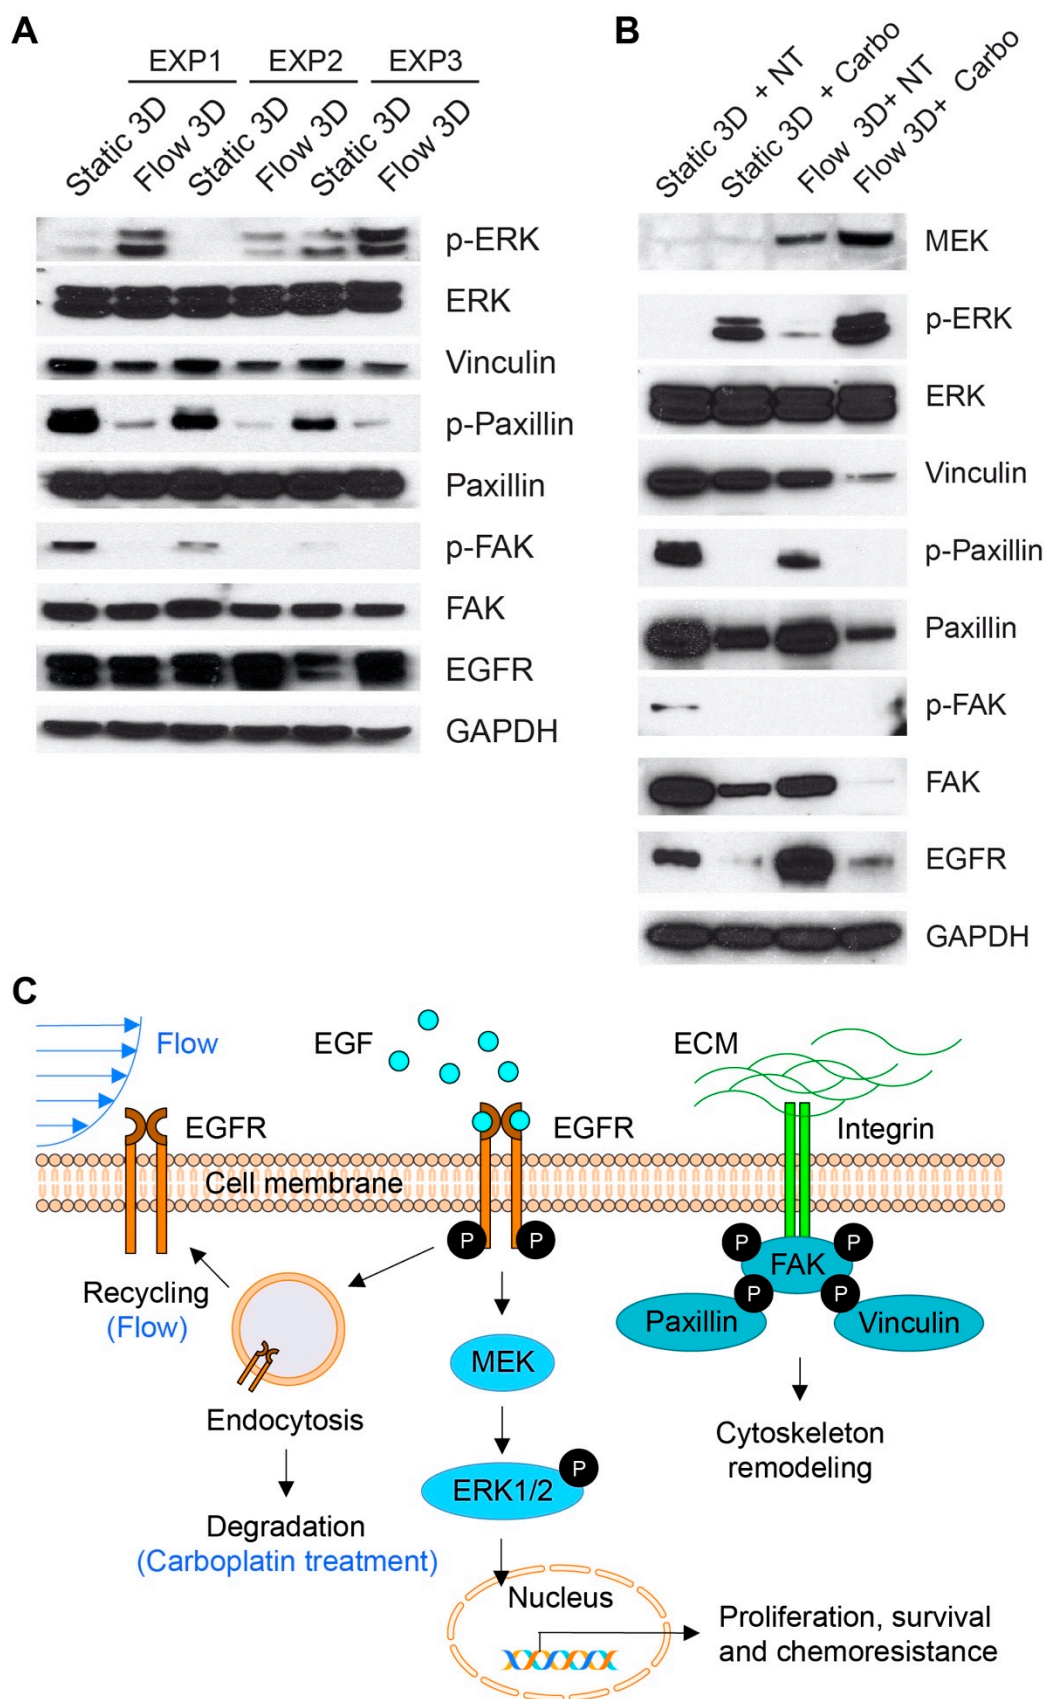 A
EXP1 EXP2 EXP3
Static 3D
Flow 3D
Static 3D
Flow 3D
Static 3D
Flow 3D
p-ERK
ERK
Vinculin
p-Paxillin
Paxillin
p-FAK
FAK
EGFR
GAPDH
B
Static 3D + NT
Static 3D + Carbo
Flow 3D+ NT
Flow 3D+ Carbo
MEK
p-ERK
ERK
Vinculin
p-Paxillin
Paxillin
p-FAK
FAK
EGFR
GAPDH
C
Flow
EGF
ECM
EGFR
EGFR
Integrin
Cell membrane
P
P
P
P
FAK
P
P
Paxillin
Vinculin
Recycling
(Flow)
MEK
Endocytosis
Cytoskeleton
remodeling
P
ERK1/2
Degradation
(Carboplatin treatment)
Nucleus
Proliferation, survival
and chemoresistance